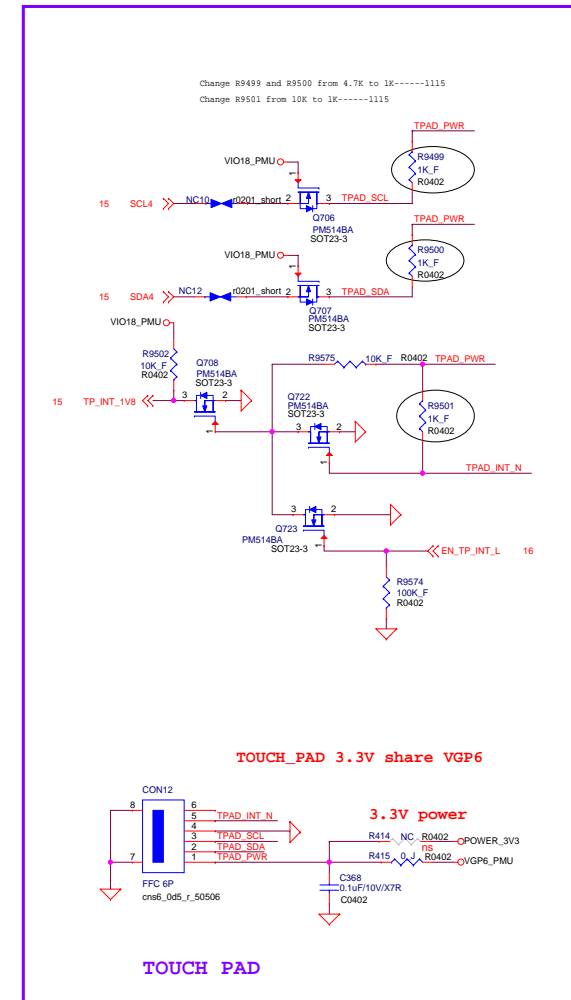 Change R9499 and R9500 from 4.7K to 1K------1115
Change R9501 from 10K to 1K------1115
TPAD_PWR
VIO18_PMU
R9499
1K_F
R0402
1
15 SCL4 NC10 r0201_short 2 3 TPAD_SCL
Q706
PM514BA
SOT23-3
TPAD_PWR
VIO18_PMU
R9500
1K_F
R0402
1
15 SDA4 NC12 r0201_short 2 3 TPAD_SDA
Q707
PM514BA
SOT23-3
VIO18_PMU
R9502
10K_F
R0402
Q708
PM514BA
SOT23-3
R9575 10K_F R0402 TPAD_PWR
15 TP_INT_1V8 3 2
1
Q722
PM514BA
SOT23-3
R9501
1K_F
R0402
3 2
1
TPAD_INT_N
3 2
Q723
PM514BA
SOT23-3
1
EN_TP_INT_L 16
R9574
100K_F
R0402
TOUCH_PAD 3.3V share VGP6
CON12
8 6
5 TPAD_INT_N
4
3 TPAD_SCL
2 TPAD_SDA
7 1 TPAD_PWR
FFC 6P
cns6_0d5_r_50506
3.3V power
R414 NC R0402 POWER_3V3
ns
R415 0_J R0402 VGP6_PMU
C368
0.1uF/10V/X7R
C0402
TOUCH PAD